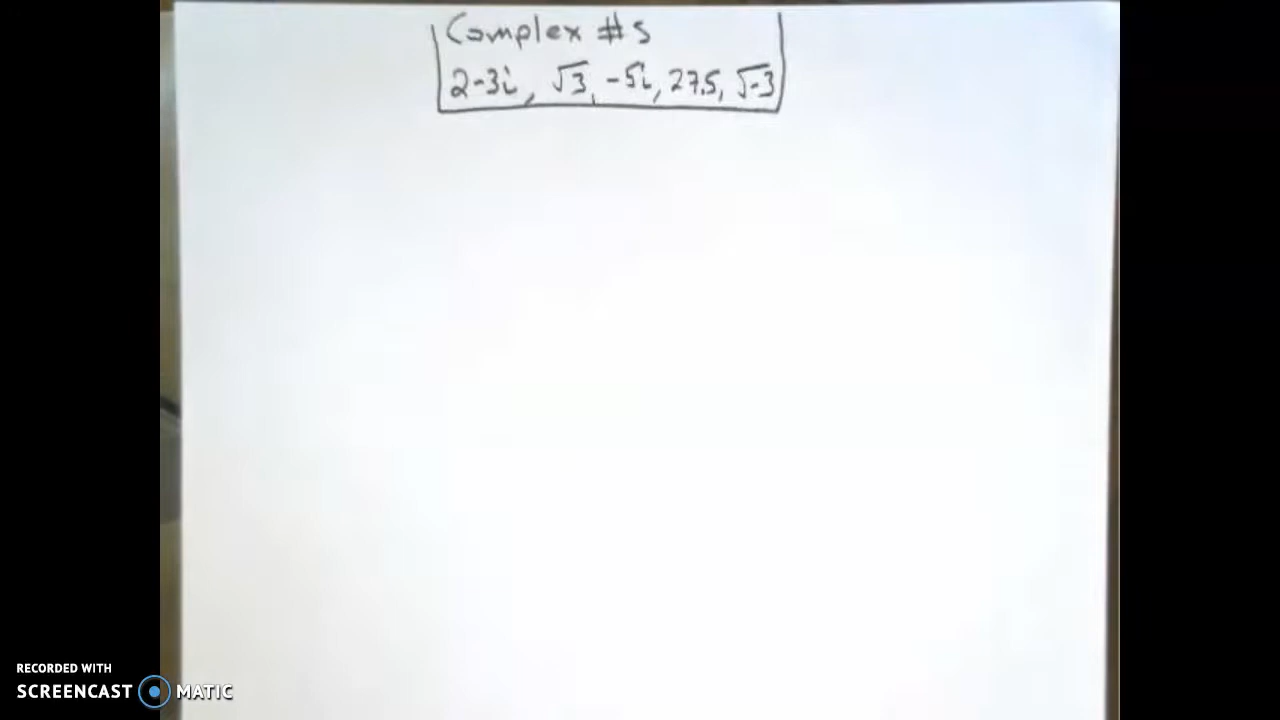 Complex #s
2-3i, √3, -5i, 27.5, √-3
RECORDED WITH
SCREENCAST MATIC